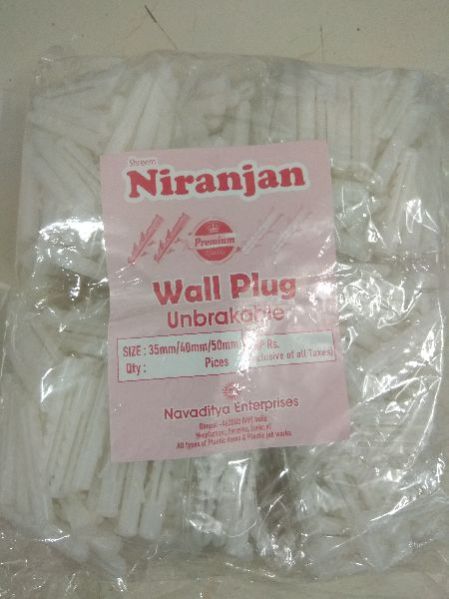 Shreem
Niranjan
Premium
Wall Plug
Unbrakable
SIZE : 35mm/40mm/50mm Rs.
Qty : Pices of all Taxes)
Navaditya Enterprises
All types of Plastic items & Plastic job works